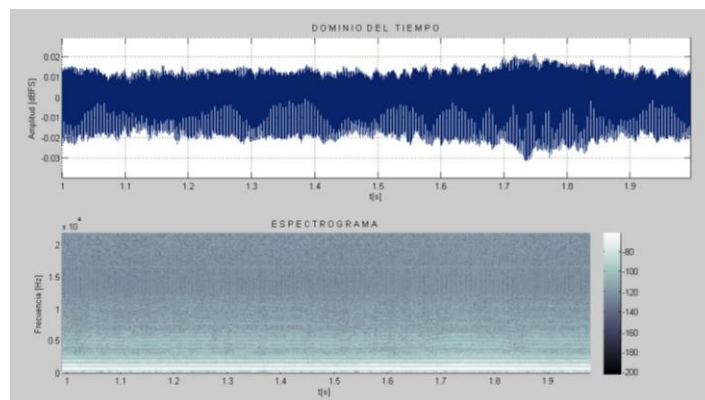 DOMINIO DEL TIEMPO
Amplitud [dBFS]
0.02
0.01
0
-0.01
-0.02
-0.03
1 1.1 1.2 1.3 1.4 1.5 1.6 1.7 1.8 1.9
t[s]
ESPECTROGRAMA
x 10^4
Frecuencia [Hz]
2
1.5
1
0.5
0
1 1.1 1.2 1.3 1.4 1.5 1.6 1.7 1.8 1.9
t[s]
-80
-100
-120
-140
-160
-180
-200